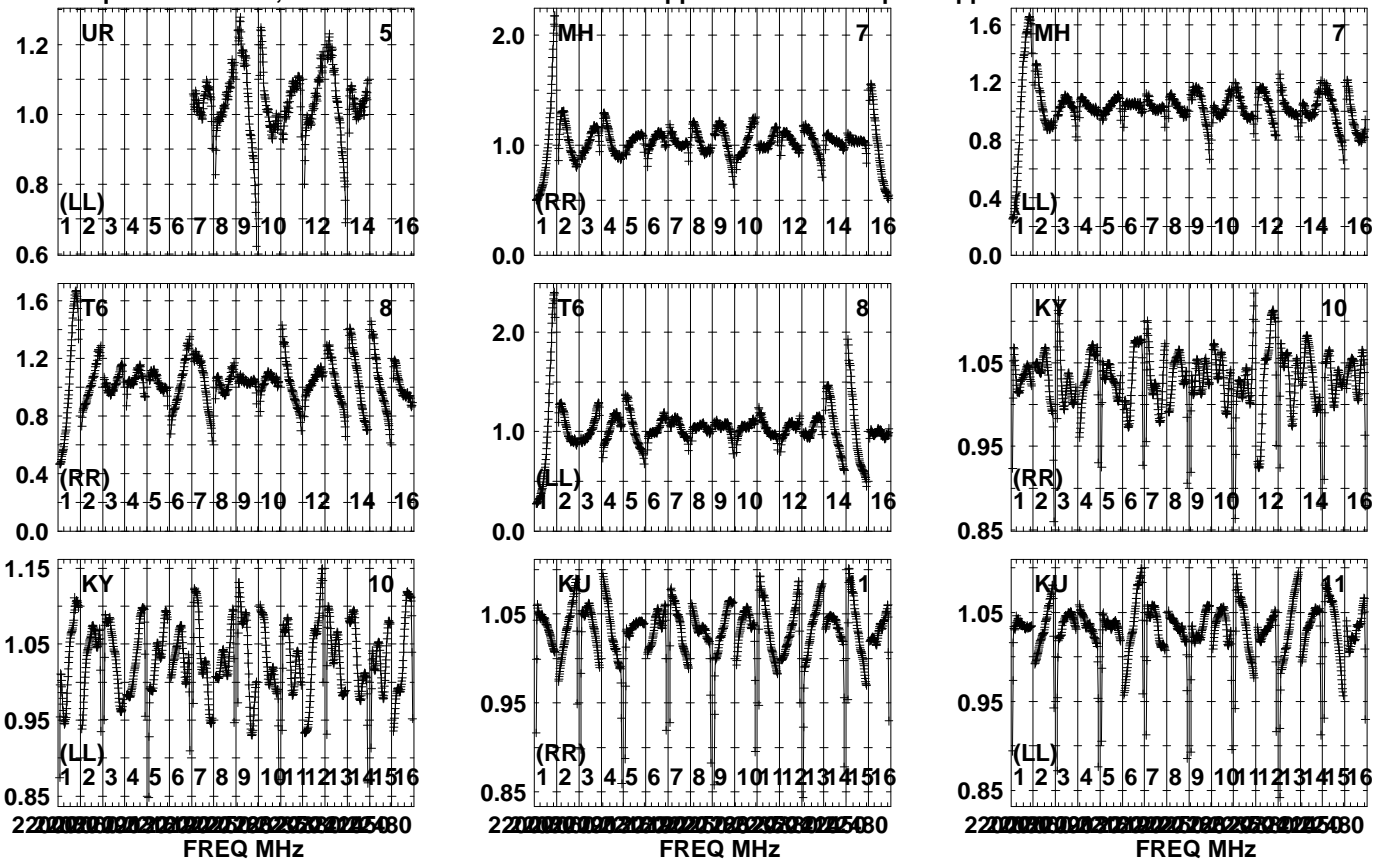 UR 5
1.2
1.0
0.8
(LL)
1 2 3 4 5 6 7 8 9 10 12 14 16
0.6
MH 7
2.0
1.0
(RR)
1 2 3 4 5 6 7 8 9 10 12 14 16
0.0
MH 7
1.6
1.2
0.8
0.4
(LL)
1 2 3 4 5 6 7 8 9 10 12 14 16
0.0
T6 8
1.6
1.2
0.8
0.4
(RR)
1 2 3 4 5 6 7 8 9 10 12 14 16
0.0
T6 8
2.0
1.0
(LL)
1 2 3 4 5 6 7 8 9 10 12 14 16
0.0
KY 10
1.05
0.95
(RR)
1 2 3 4 5 6 7 8 9 10 12 14 16
0.85
KY 10
1.15
1.05
0.95
(LL)
1 2 3 4 5 6 7 8 9 10 11 12 13 14 15 16
0.85
FREQ MHz
KU 11
1.05
0.95
(RR)
1 2 3 4 5 6 7 8 9 10 11 12 13 14 15 16
0.85
FREQ MHz
KU 11
1.05
0.95
(LL)
1 2 3 4 5 6 7 8 9 10 11 12 13 14 15 16
0.85
FREQ MHz